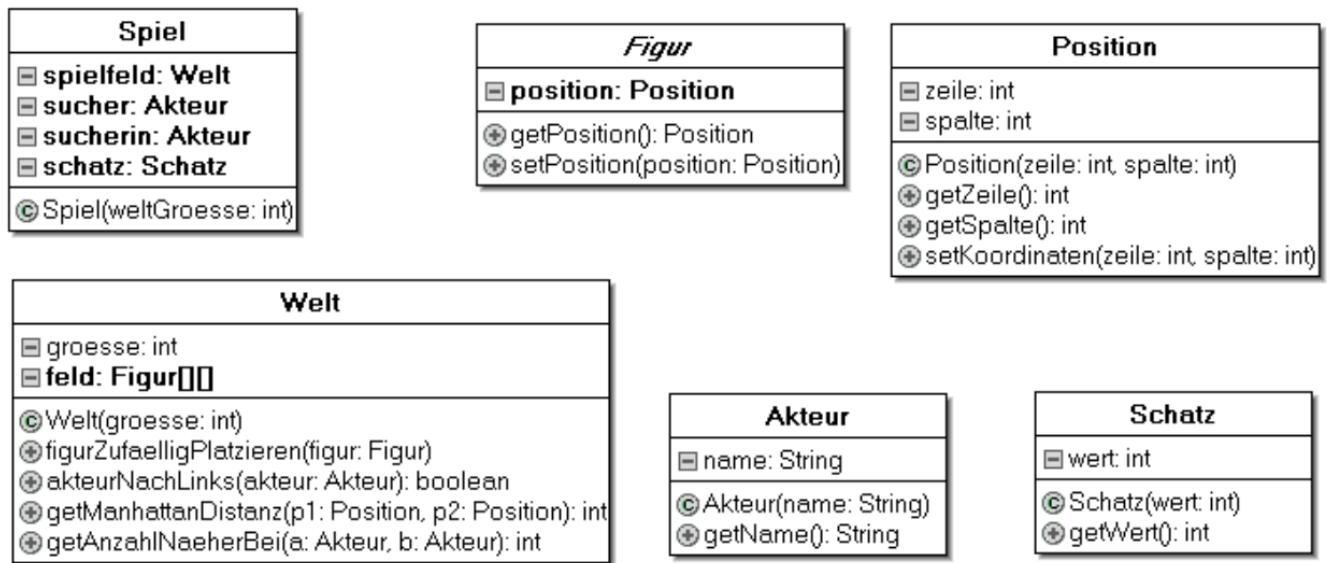 Spiel
spielfeld: Welt
sucher: Akteur
sucherin: Akteur
schatz: Schatz
Spiel(weltGroesse: int)
Figur
position: Position
getPosition(): Position
setPosition(position: Position)
Position
zeile: int
spalte: int
Position(zeile: int, spalte: int)
getZeile(): int
getSpalte(): int
setKoordinaten(zeile: int, spalte: int)
Welt
groesse: int
feld: Figur[][]
Welt(groesse: int)
figurZufaelligPlatzieren(figur: Figur)
akteurNachLinks(akteur: Akteur): boolean
getManhattanDistanz(p1: Position, p2: Position): int
getAnzahlNaeherBei(a: Akteur, b: Akteur): int
Akteur
name: String
Akteur(name: String)
getName(): String
Schatz
wert: int
Schatz(wert: int)
getWert(): int